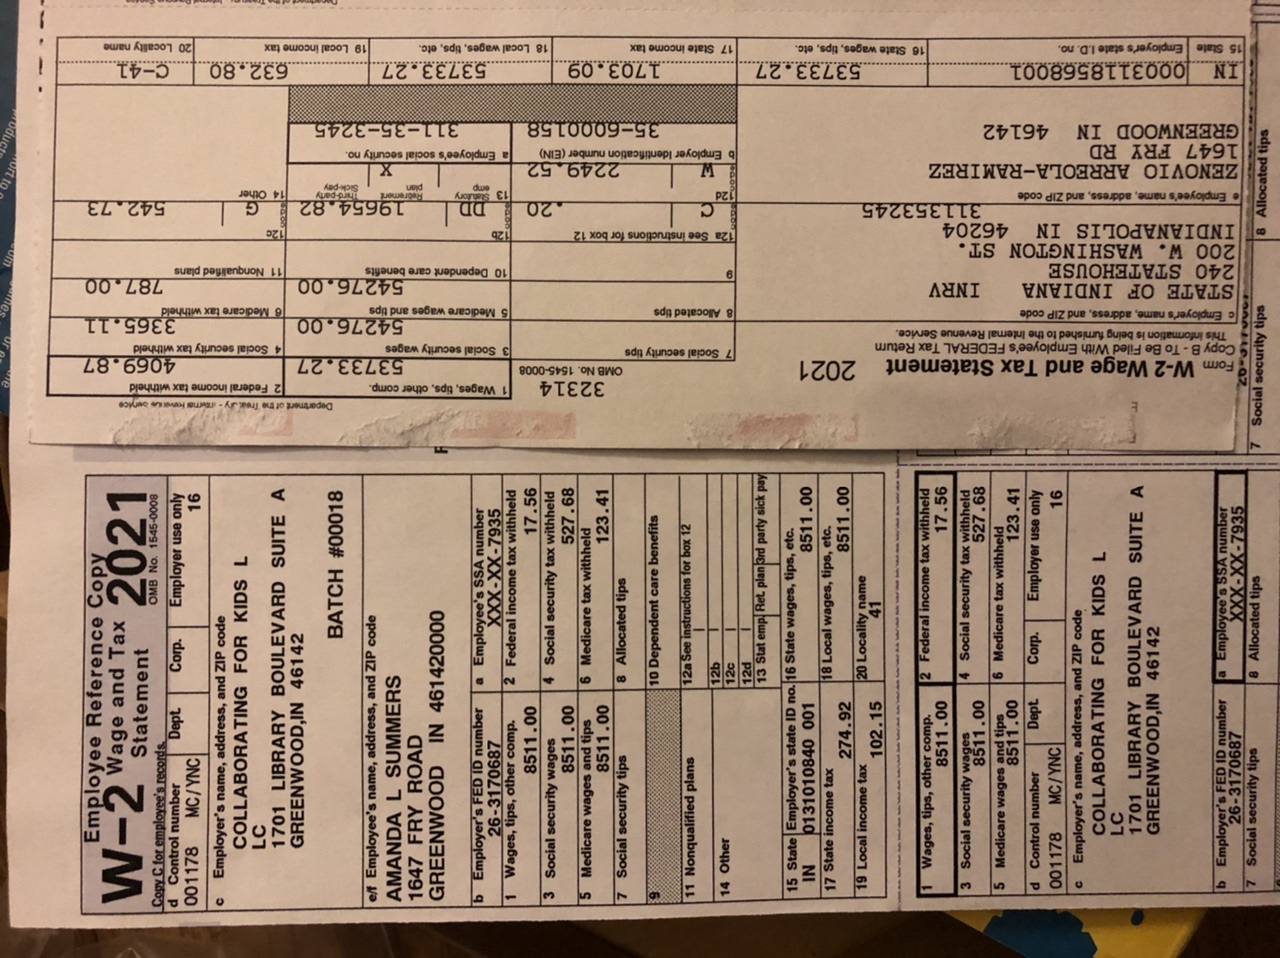 Form W-2 Wage and Tax Statement 2021
Copy B - To Be Filed With Employee's FEDERAL Tax Return
This information is being furnished to the Internal Revenue Service.
32314
OMB No. 1545-0008
Department of the Treasury - Internal Revenue Service
1 Wages, tips, other comp.
53733.27
2 Federal income tax withheld
4069.87
3 Social security wages
54276.00
4 Social security tax withheld
3365.11
5 Medicare wages and tips
54276.00
6 Medicare tax withheld
787.00
7 Social security tips
8 Allocated tips
9
10 Dependent care benefits
11 Nonqualified plans
c Employer's name, address, and ZIP code
STATE OF INDIANA INRV
240 STATEHOUSE
200 W. WASHINGTON ST.
INDIANAPOLIS IN 46204
311353245
e Employee's name, address, and ZIP code
ZENOVIO ARREOLA-RAMIREZ
1647 FRY RD
GREENWOOD IN 46142
12a See instructions for box 12
C .20
12b
DD 19654.82
12c
G 542.73
12d
W 2249.52
13 Statutory emp
Retirement plan
X
Third-party Sick-pay
14 Other
b Employer identification number (EIN)
35-6000158
a Employee's social security no.
311-35-3245
15 State
IN
Employer's state I.D. no.
0003118568001
16 State wages, tips, etc.
53733.27
17 State income tax
1703.09
18 Local wages, tips, etc.
53733.27
19 Local income tax
632.80
20 Locality name
C-41
Employee Reference Copy
W-2 Wage and Tax Statement 2021
OMB No. 1545-0008
Copy C for employee's records.
d Control number
001178 MC/YNC
Dept.
Corp.
Employer use only
16
c Employer's name, address, and ZIP code
COLLABORATING FOR KIDS L
LC
1701 LIBRARY BOULEVARD SUITE A
GREENWOOD,IN 46142
BATCH #00018
e/f Employee's name, address, and ZIP code
AMANDA L SUMMERS
1647 FRY ROAD
GREENWOOD IN 461420000
b Employer's FED ID number
26-3170687
a Employee's SSA number
XXX-XX-7935
1 Wages, tips, other comp.
8511.00
2 Federal income tax withheld
17.56
3 Social security wages
8511.00
4 Social security tax withheld
527.68
5 Medicare wages and tips
8511.00
6 Medicare tax withheld
123.41
7 Social security tips
8 Allocated tips
9
10 Dependent care benefits
11 Nonqualified plans
12a See instructions for box 12
12b
12c
12d
14 Other
13 Stat emp. Ret. plan 3rd party sick pay
15 State
IN
Employer's state ID no.
0131010840 001
16 State wages, tips, etc.
8511.00
17 State income tax
274.92
18 Local wages, tips, etc.
8511.00
19 Local income tax
102.15
20 Locality name
41
1 Wages, tips, other comp.
8511.00
2 Federal income tax withheld
17.56
3 Social security wages
8511.00
4 Social security tax withheld
527.68
5 Medicare wages and tips
8511.00
6 Medicare tax withheld
123.41
d Control number
001178 MC/YNC
Dept.
Corp.
Employer use only
16
c Employer's name, address, and ZIP code
COLLABORATING FOR KIDS L
LC
1701 LIBRARY BOULEVARD SUITE A
GREENWOOD,IN 46142
b Employer's FED ID number
26-3170687
a Employee's SSA number
XXX-XX-7935
7 Social security tips
8 Allocated tips
7 Social security tips
8 Allocated tips